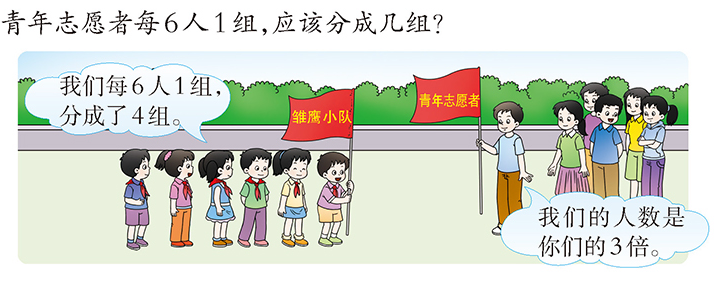 青年志愿者每6人1组,应该分成几组?
我们每6人1组,
分成了4组。
雏鹰小队
青年志愿者
我们的人数是
你们的3倍。